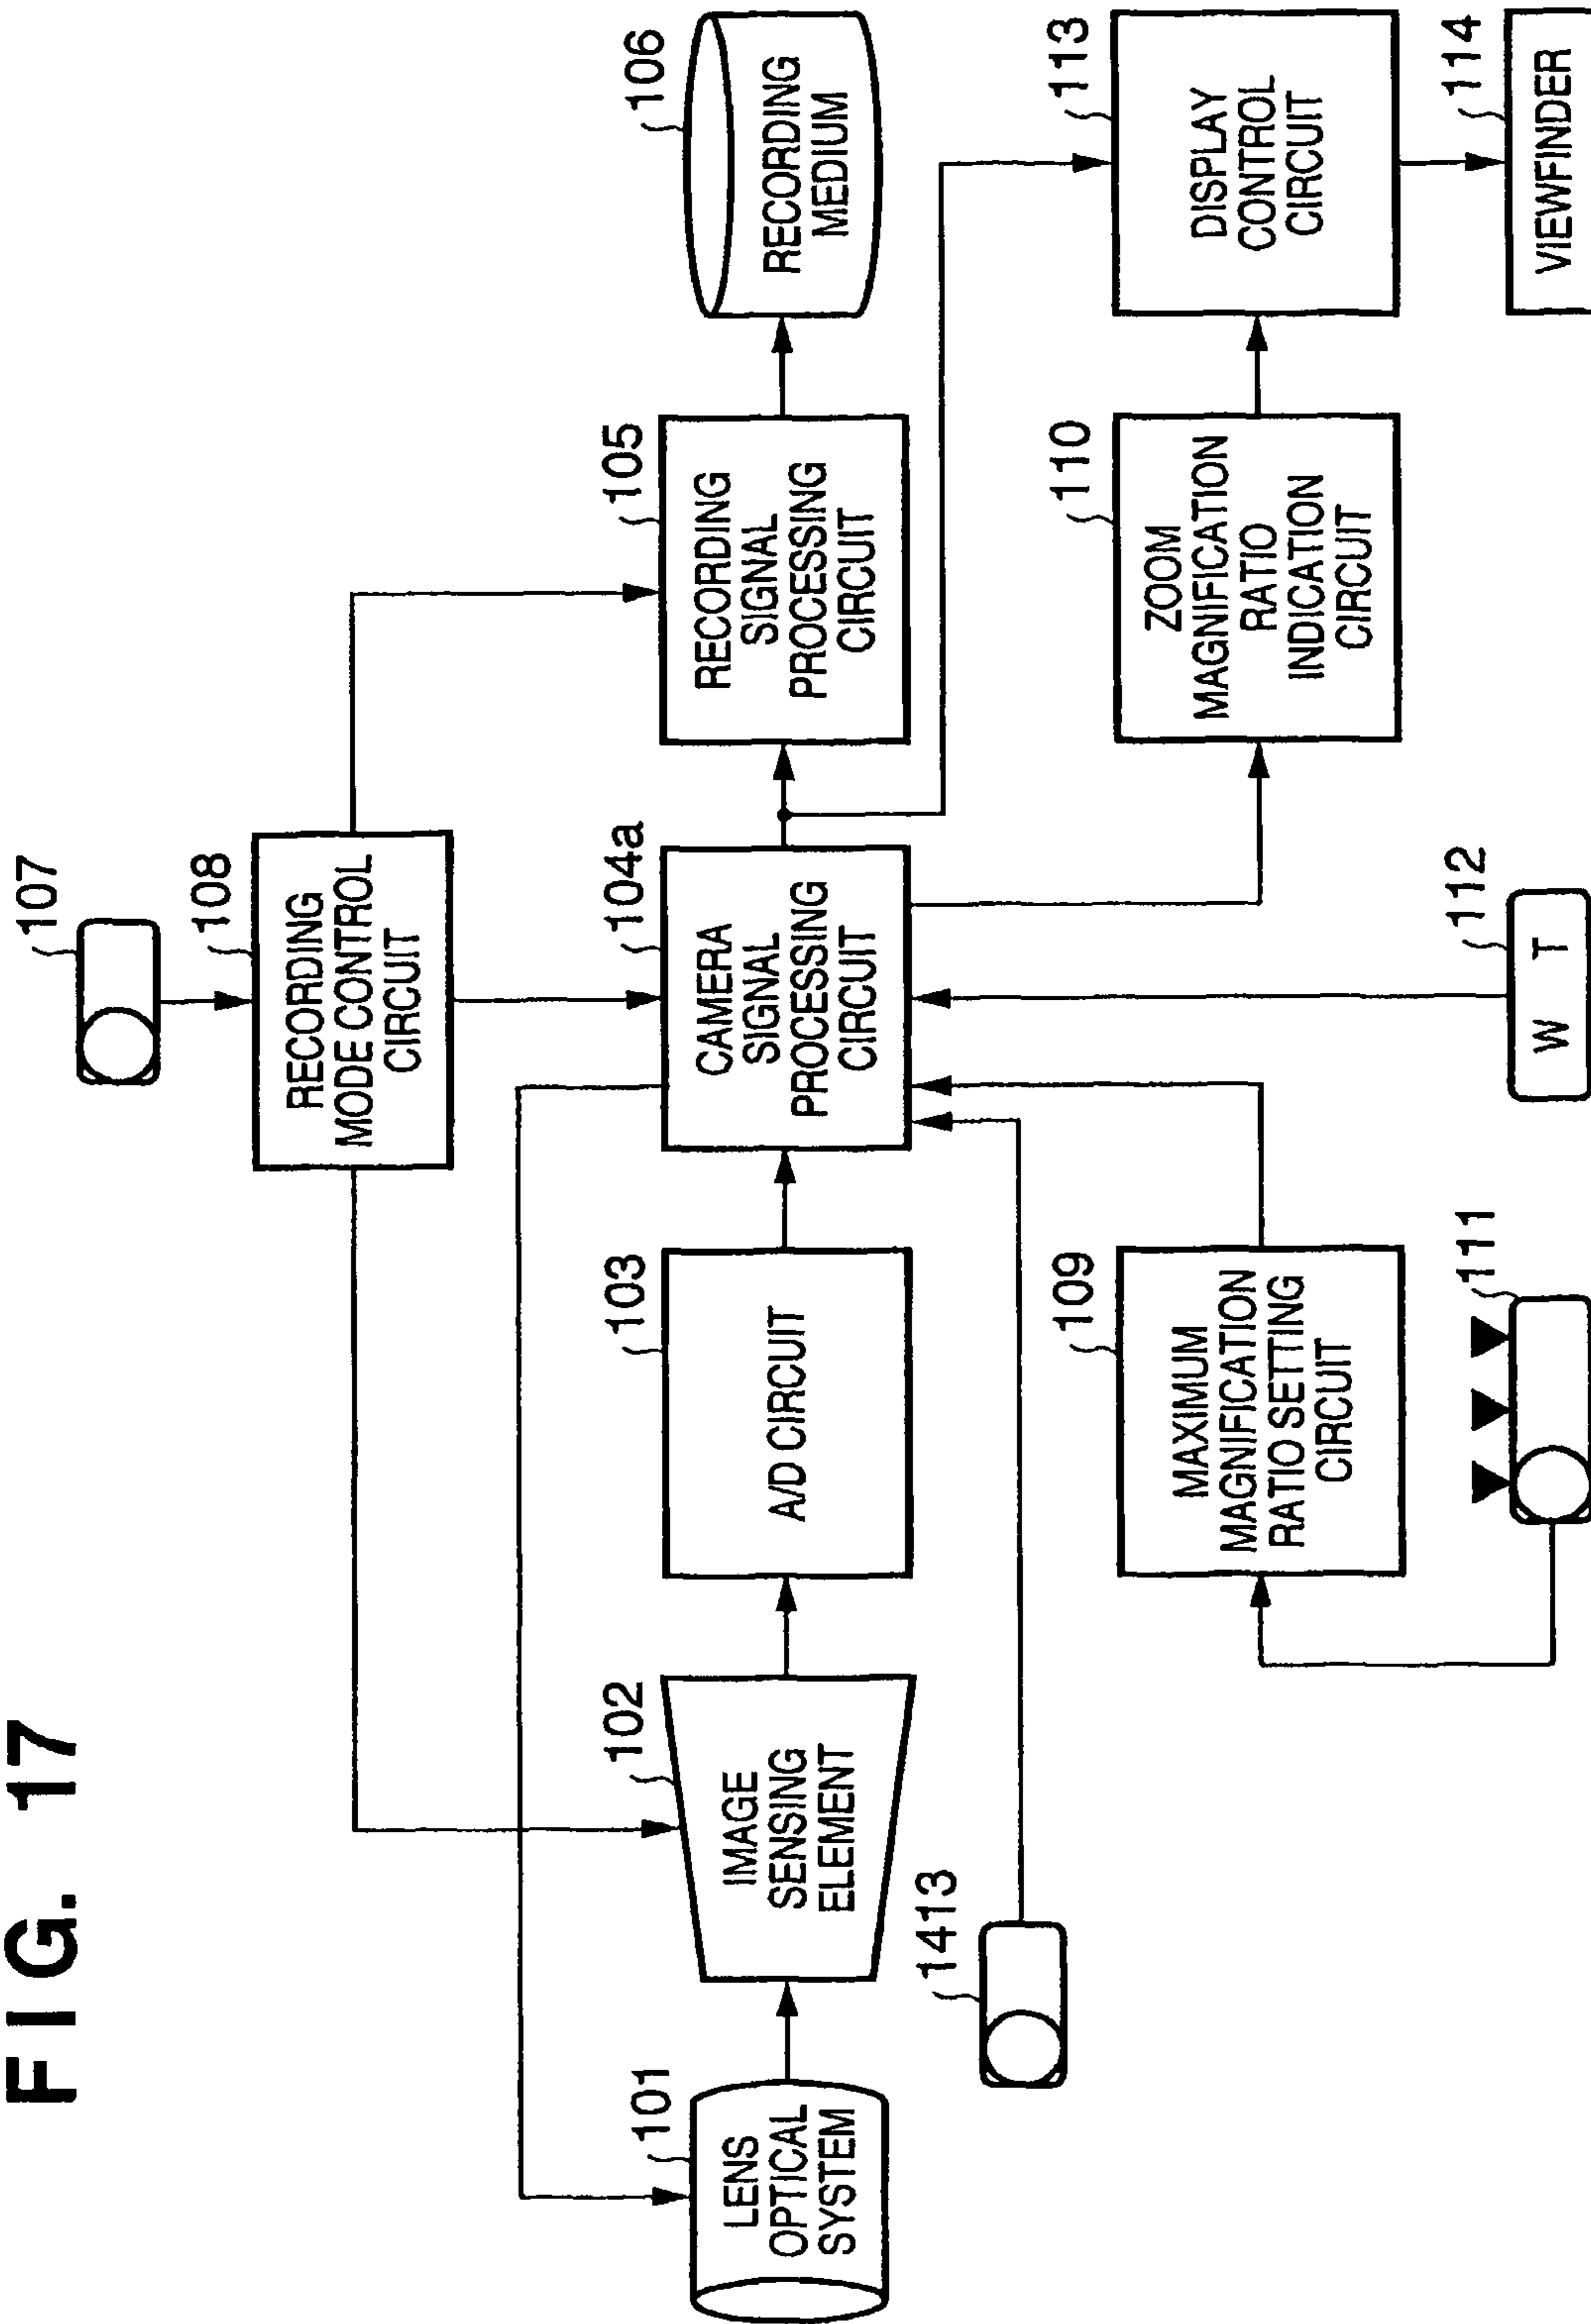 FIG. 17
107
108
RECORDING
MODE CONTROL
CIRCUIT
101
LENS
OPTICAL
SYSTEM
102
IMAGE
SENSING
ELEMENT
103
A/D CIRCUIT
104a
CAMERA
SIGNAL
PROCESSING
CIRCUIT
105
RECORDING
SIGNAL
PROCESSING
CIRCUIT
106
RECORDING
MEDIUM
1413
109
MAXIMUM
MAGNIFICATION
RATIO SETTING
CIRCUIT
110
ZOOM
MAGNIFICATION
RATIO
INDICATION
CIRCUIT
113
DISPLAY
CONTROL
CIRCUIT
111
112
W T
114
VIEWFINDER